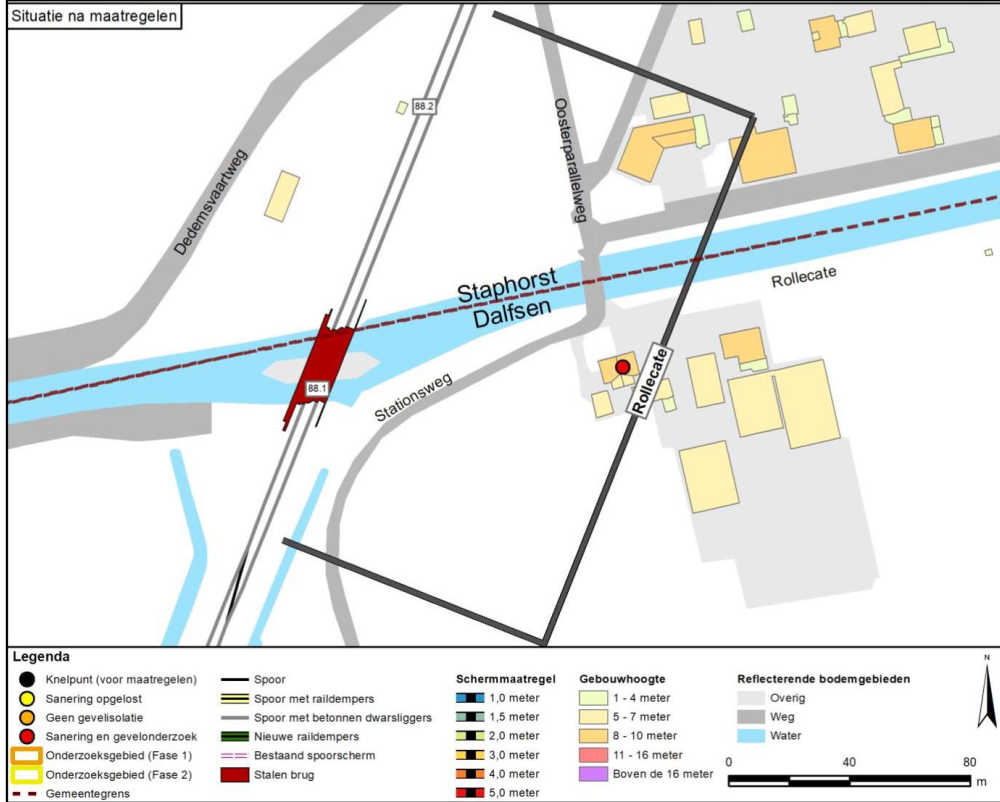 Situatie na maatregelen
88.2
Oosterparallelweg
Dedemsvaartweg
Staphorst
Dalfsen
Rollecate
88.1
Stationsweg
Rollecate
Legenda
Knelpunt (voor maatregelen)
Sanering opgelost
Geen gevelisolatie
Sanering en gevelonderzoek
Onderzoeksgebied (Fase 1)
Onderzoeksgebied (Fase 2)
Gemeentegrens
Spoor
Spoor met raildempers
Spoor met betonnen dwarsliggers
Nieuwe raildempers
Bestaand spoorscherm
Stalen brug
Schermmaatregel
1,0 meter
1,5 meter
2,0 meter
3,0 meter
4,0 meter
5,0 meter
Gebouwhoogte
1 - 4 meter
5 - 7 meter
8 - 10 meter
11 - 16 meter
Boven de 16 meter
Reflecterende bodemgebieden
Overig
Weg
Water
N
0 40 80
m